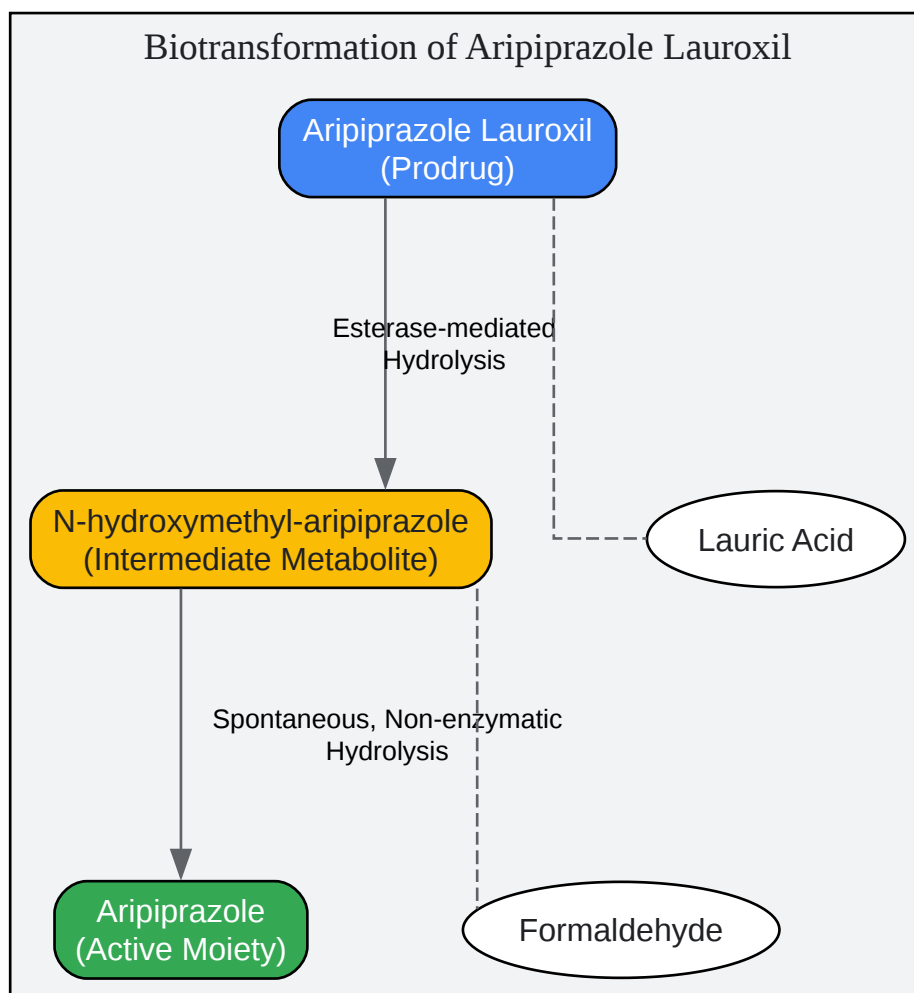 Biotransformation of Aripiprazole Lauroxil
Aripiprazole Lauroxil
(Prodrug)
Esterase-mediated
Hydrolysis
N-hydroxymethyl-aripiprazole
(Intermediate Metabolite)
Lauric Acid
Spontaneous, Non-enzymatic
Hydrolysis
Aripiprazole
(Active Moiety)
Formaldehyde